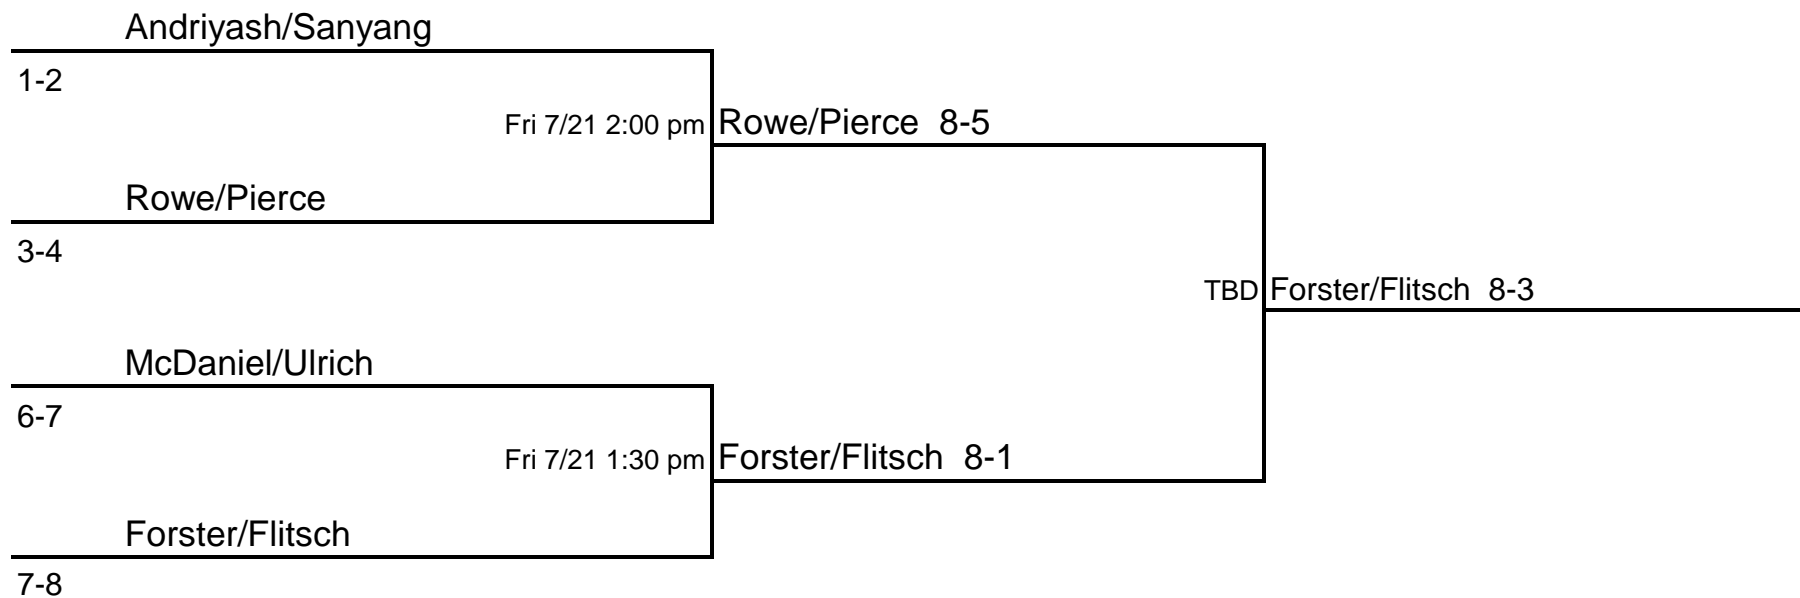 Andriyash/Sanyang
1-2
Fri 7/21 2:00 pm
Rowe/Pierce 8-5
Rowe/Pierce
3-4
TBD
Forster/Flitsch 8-3
McDaniel/Ulrich
6-7
Fri 7/21 1:30 pm
Forster/Flitsch 8-1
Forster/Flitsch
7-8